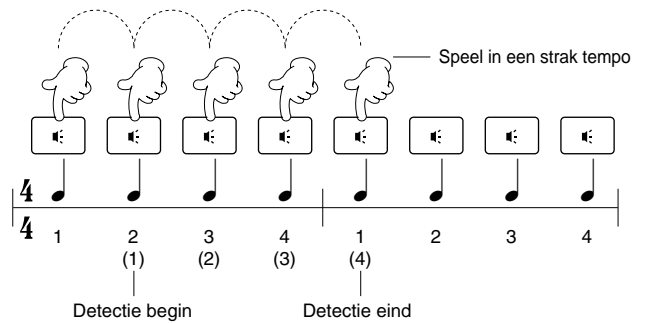 Speel in een strak tempo
4
4
1 2 3 4 1 2 3 4
(1) (2) (3) (4)
Detectie begin Detectie eind